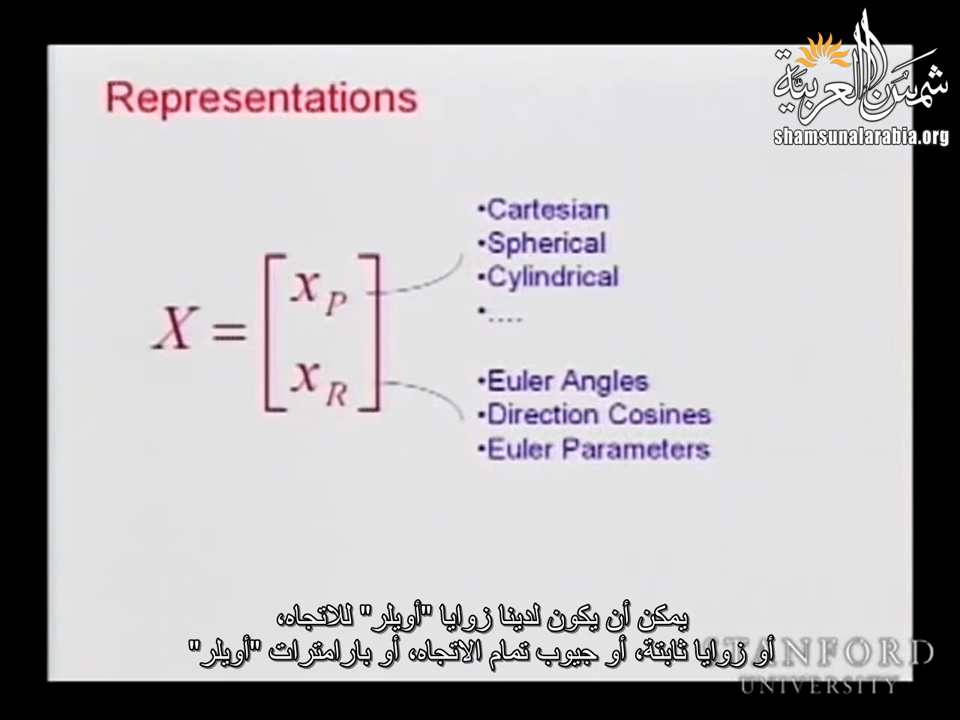 شمس العربية
shamsunalarabia.org
Representations
•Cartesian
•Spherical
•Cylindrical
•....
X = [ x_P
x_R ]
•Euler Angles
•Direction Cosines
•Euler Parameters
يمكن أن يكون لدينا زوايا "أويلر" للاتجاه،
أو زوايا ثابتة، أو جيوب تمام الاتجاه، أو بارامترات "أويلر"
STANFORD
UNIVERSITY